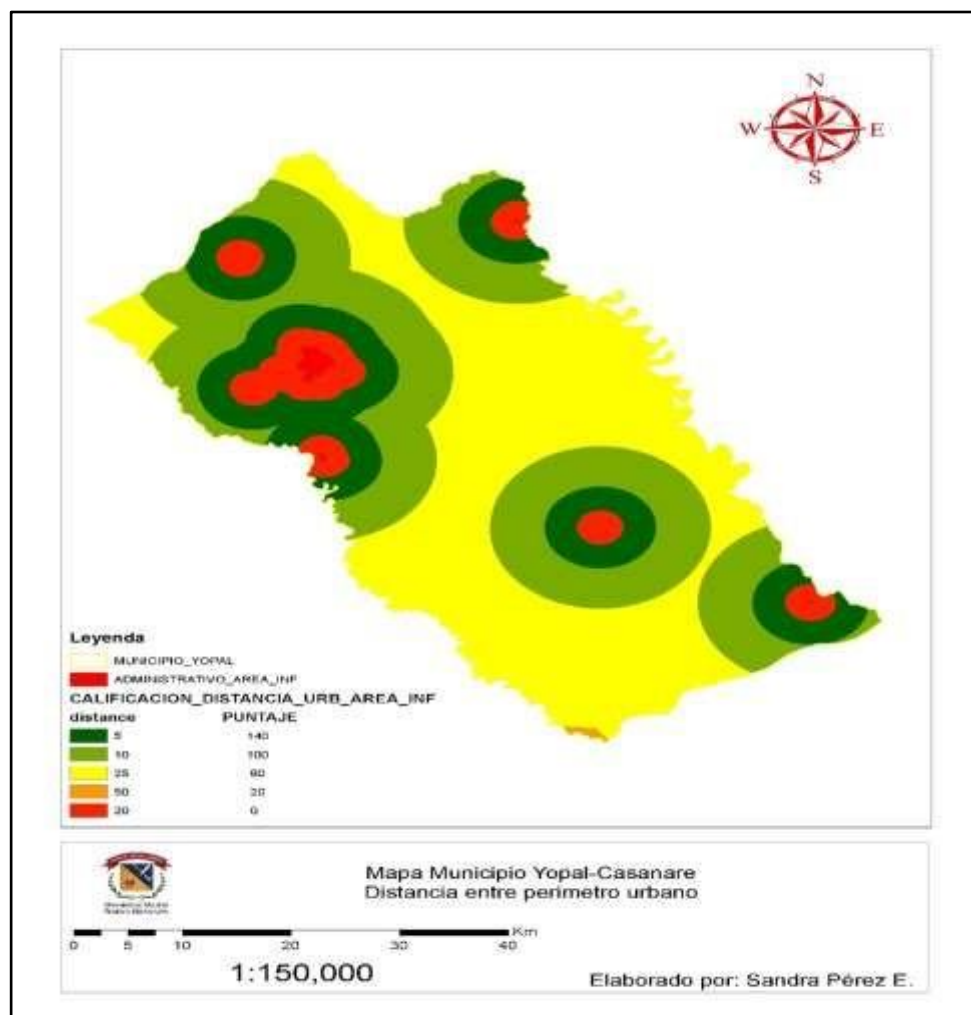 N
W E
S
Leyenda
MUNICIPIO_YOPAL
ADMINISTRATIVO_AREA_INF
CALIFICACION_DISTANCIA_URB_AREA_INF
distance PUNTAJE
5 140
10 100
25 60
50 20
20 0
Mapa Municipio Yopal-Casanare
Distancia entre perimetro urbano
0 5 10 20 30 40 Km
1:150,000
Elaborado por: Sandra Pérez E.